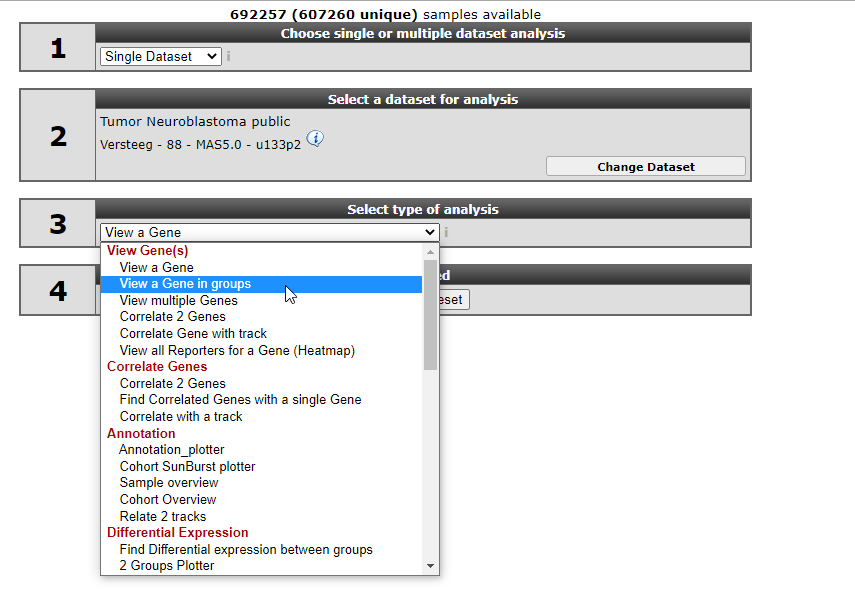 692257 (607260 unique) samples available
1
Choose single or multiple dataset analysis
Single Dataset
i
2
Select a dataset for analysis
Tumor Neuroblastoma public
Versteeg - 88 - MAS5.0 - u133p2
i
Change Dataset
3
Select type of analysis
View a Gene
i
View Gene(s)
View a Gene
View a Gene in groups
View multiple Genes
Correlate 2 Genes
Correlate Gene with track
View all Reporters for a Gene (Heatmap)
Correlate Genes
Correlate 2 Genes
Find Correlated Genes with a single Gene
Correlate with a track
Annotation
Annotation_plotter
Cohort SunBurst plotter
Sample overview
Cohort Overview
Relate 2 tracks
Differential Expression
Find Differential expression between groups
2 Groups Plotter
4
ed
eset